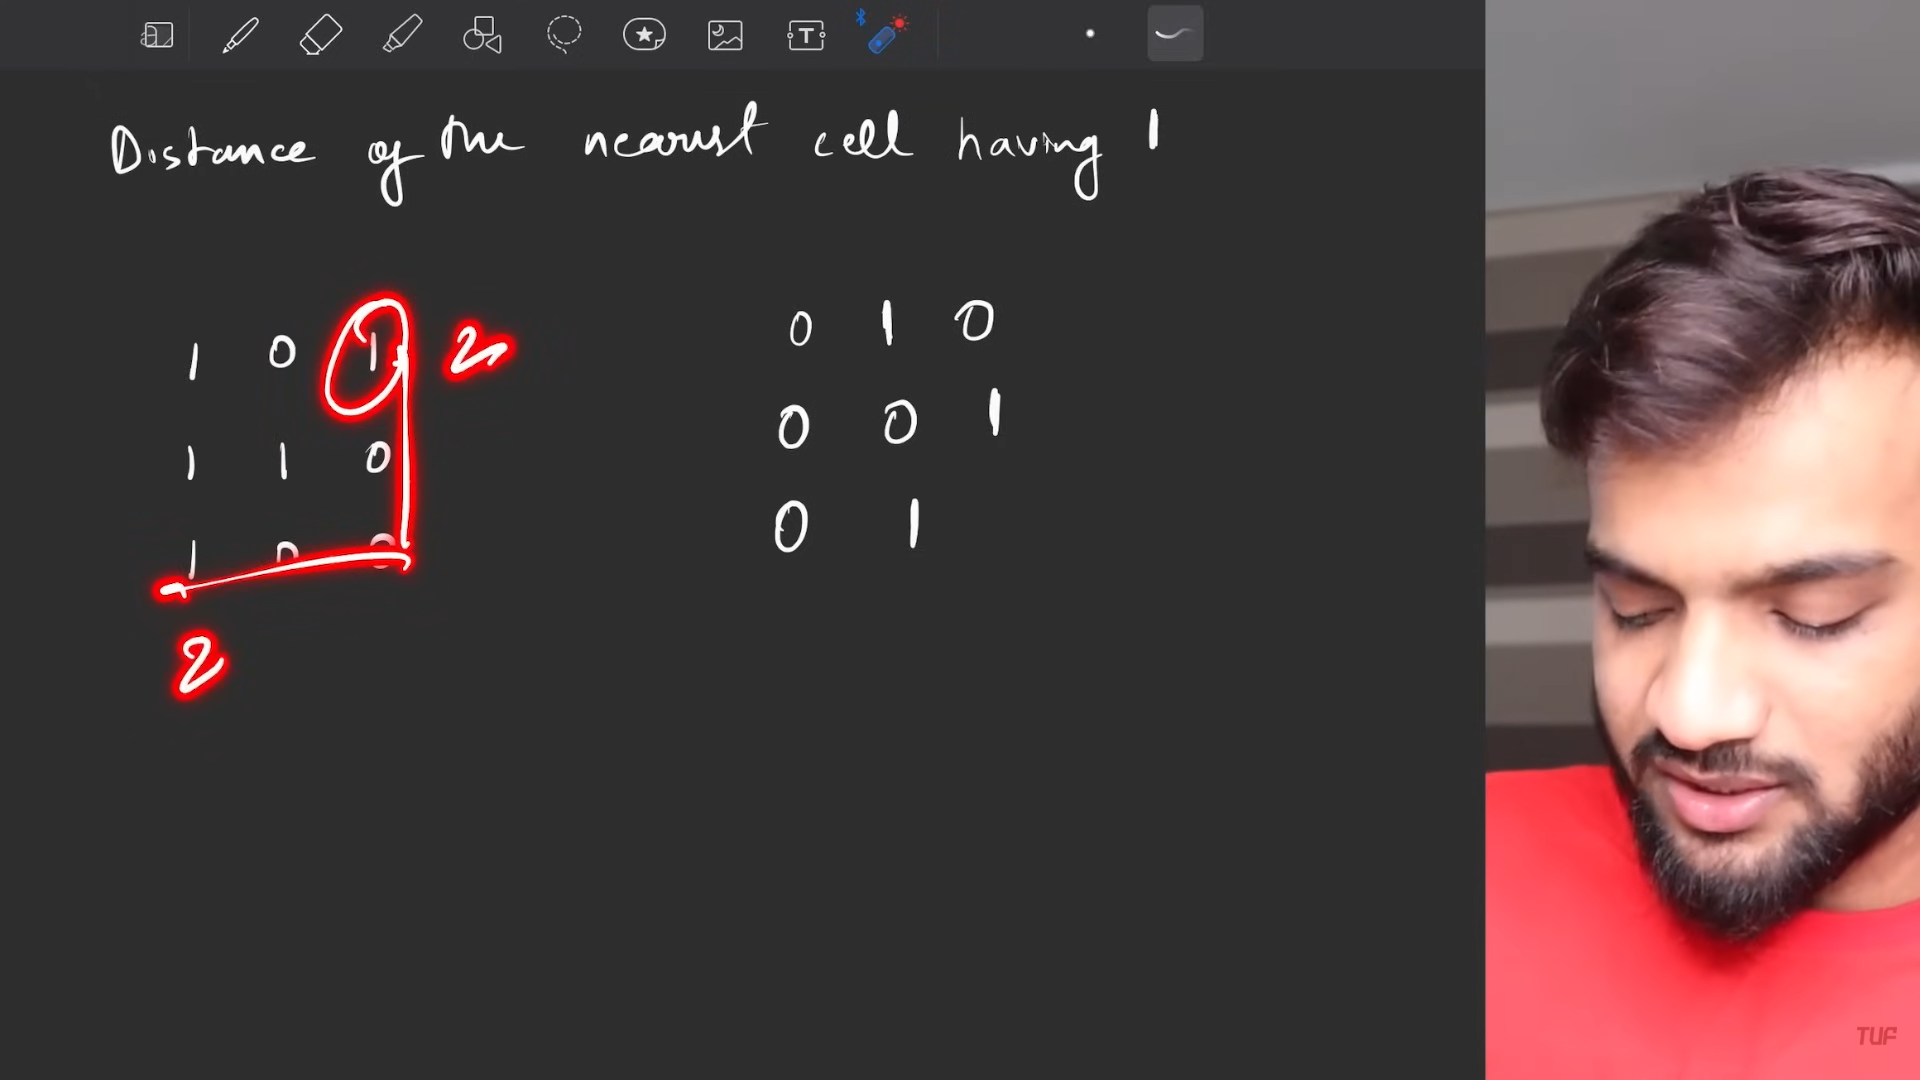 Distance of the nearest cell having 1
1 0 1 2
1 1 0
1 0 0
2
0 1 0
0 0 1
0 1
T
TUF